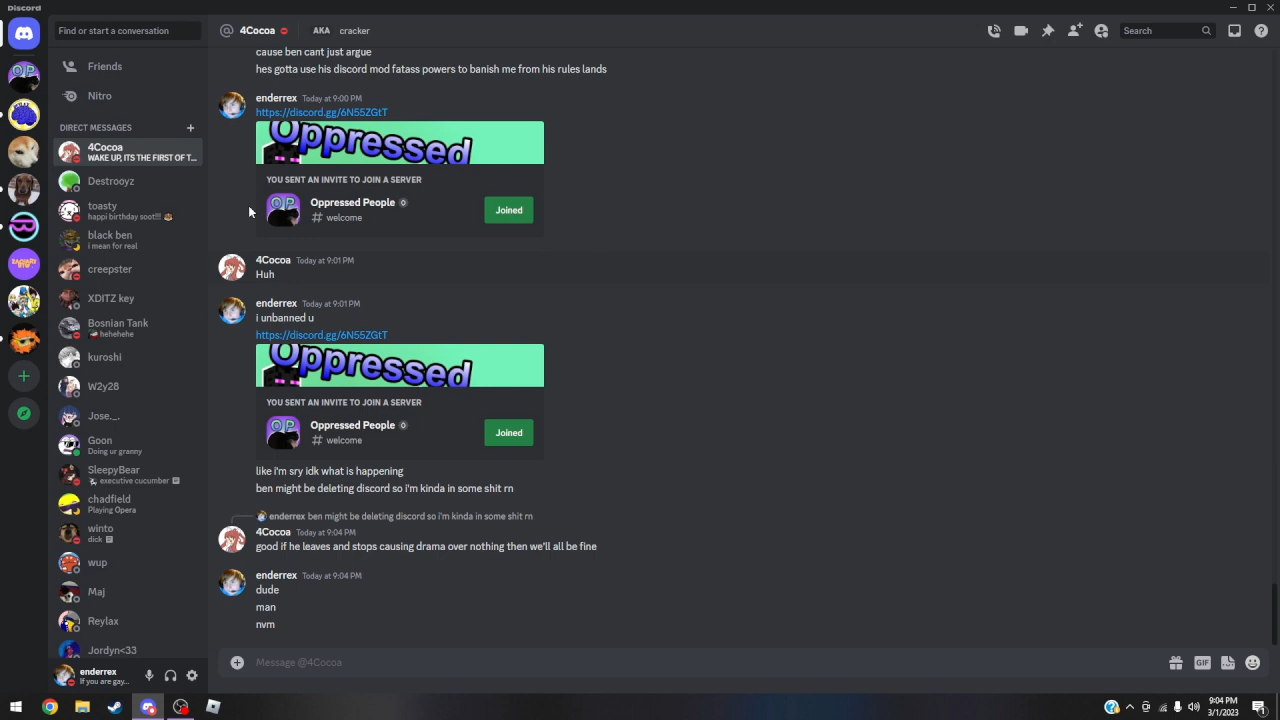 Discord
Find or start a conversation
Friends
Nitro
DIRECT MESSAGES
4Cocoa
WAKE UP, ITS THE FIRST OF T...
Destrooyz
toasty
happi birthday soot!!!
black ben
i mean for real
creepster
XDITZ key
Bosnian Tank
hehehehe
kuroshi
W2y28
Jose._.
Goon
Doing ur granny
SleepyBear
executive cucumber
chadfield
Playing Opera
winto
dick
wup
Maj
Reylax
Jordyn<33
enderrex
If you are gay...
4Cocoa
AKA cracker
Search
cause ben cant just argue
hes gotta use his discord mod fatass powers to banish me from his rules lands
enderrex Today at 9:00 PM
https://discord.gg/6N55ZGtT
Oppressed
YOU SENT AN INVITE TO JOIN A SERVER
OP
Oppressed People
# welcome
Joined
4Cocoa Today at 9:01 PM
Huh
enderrex Today at 9:01 PM
i unbanned u
https://discord.gg/6N55ZGtT
Oppressed
YOU SENT AN INVITE TO JOIN A SERVER
OP
Oppressed People
# welcome
Joined
like i'm sry idk what is happening
ben might be deleting discord so i'm kinda in some shit rn
enderrex ben might be deleting discord so i'm kinda in some shit rn
4Cocoa Today at 9:04 PM
good if he leaves and stops causing drama over nothing then we'll all be fine
enderrex Today at 9:04 PM
dude
man
nvm
Message @4Cocoa
GIF
9:04 PM
3/1/2023